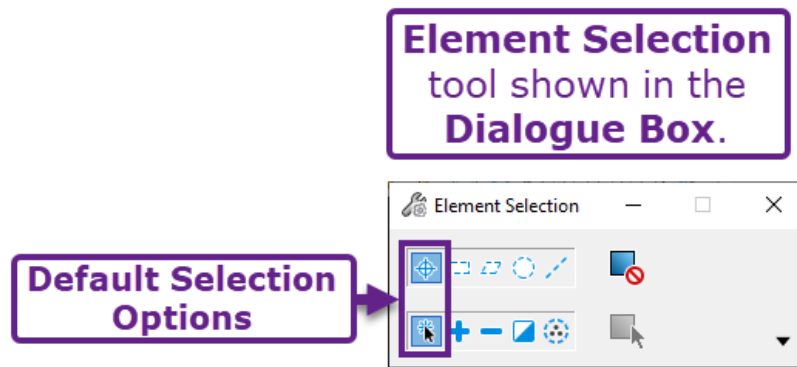 Element Selection
tool shown in the
Dialogue Box.
Element Selection
Default Selection
Options